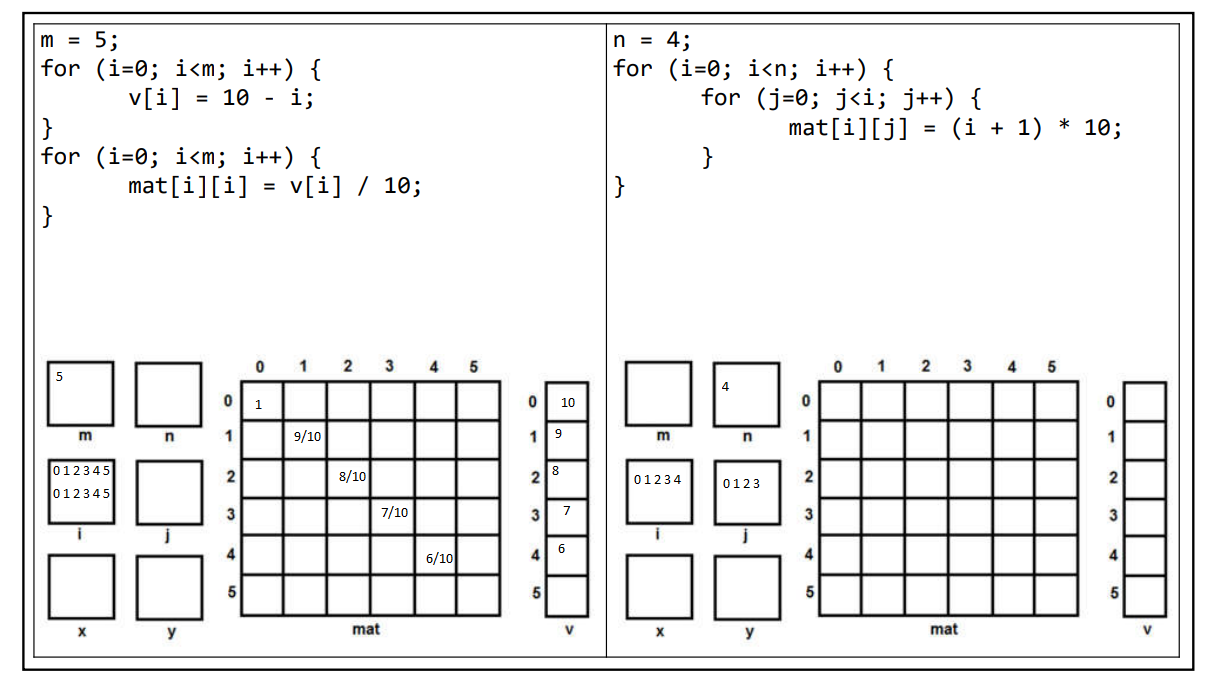 m = 5;
for (i=0; i<m; i++) {
v[i] = 10 - i;
}
for (i=0; i<m; i++) {
mat[i][i] = v[i] / 10;
}
0 1 2 3 4 5
5
0 1 0 10
m n 1 9/10 1 9
0 1 2 3 4 5
0 1 2 3 4 5
2 8/10 2 8
i j 3 7/10 3 7
4 6/10 4 6
5 5
x y mat v
n = 4;
for (i=0; i<n; i++) {
for (j=0; j<i; j++) {
mat[i][j] = (i + 1) * 10;
}
}
0 1 2 3 4 5
4
0 0
m n 1 1
0 1 2 3 4 0 1 2 3 2 2
i j 3 3
4 4
5 5
x y mat v